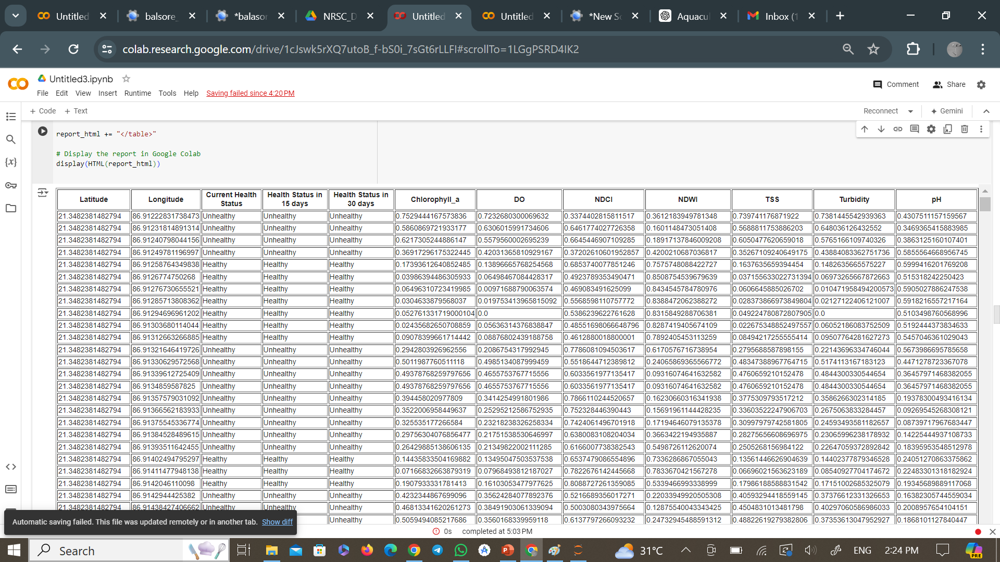 Untitled
balsore_
*balasor
NRSC_D
Untitled
Untitled
*New Sc
Aquacul
Inbox (1
colab.research.google.com/drive/1cJswk5rXQ7utoB_f-bS0i_7sGt6rLLFI#scrollTo=1LGgPSRD4IK2
Untitled3.ipynb
Comment Share
File Edit View Insert Runtime Tools Help Saving failed since 4:20 PM
+ Code + Text
Reconnect Gemini
report_html += "</table>"
# Display the report in Google Colab
display(HTML(report_html))
Latitude Longitude Current Health Status Health Status in 15 days Health Status in 30 days Chlorophyll_a DO NDCI NDWI TSS Turbidity pH
21.3482381482794 86.91222831738473 Unhealthy Unhealthy Unhealthy 0.7529444167573836 0.7232680300069632 0.3374402815811517 0.3612183949781348 0.739741176871922 0.7381445542939363 0.4307511157159567
21.3482381482794 86.91231814891314 Unhealthy Unhealthy Unhealthy 0.5860869721933177 0.6306015991734606 0.6461774027726358 0.1601148473051408 0.5688811753886203 0.648036126432552 0.3469365415883985
21.3482381482794 86.91240798044156 Unhealthy Unhealthy Unhealthy 0.6217305244886147 0.5579560002695239 0.6645446907109285 0.18917137846009208 0.6050477620659018 0.5765166109740326 0.3863125160107401
21.3482381482794 86.91249781196997 Unhealthy Unhealthy Unhealthy 0.36917296175322445 0.42031365810929167 0.37202610601952857 0.4200210687036817 0.35267109240649175 0.43884083362751736 0.5855564668956745
21.3482381482794 86.91258764349838 Healthy Healthy Healthy 0.17393612640852485 0.13896665768254568 0.6853740077851246 0.7575748088422727 0.1637635659394454 0.1482635665575227 0.5999416201769208
21.3482381482794 86.9126774750268 Healthy Healthy Healthy 0.03986394486305933 0.06498467084428317 0.4923789353490471 0.8508754539679639 0.037155633022731394 0.069732656678726​63 0.515318242250423
21.3482381482794 86.91276730655521 Healthy Healthy Healthy 0.06496310723419985 0.00971688790063574 0.469083491625099 0.8434545784780976 0.0606645885026702 0.010471958494200573 0.5905027886247538
21.3482381482794 86.91285713808362 Healthy Healthy Healthy 0.0304633879568037 0.019753413965815092 0.5568598110757772 0.8388472062388272 0.028373866973849804 0.02127122406121007 0.5918216557217164
21.3482381482794 86.91294696961202 Healthy Healthy Healthy 0.052761331719000104 0.0 0.5386239622761628 0.8315849288706381 0.049224780872807905 0.0 0.5103498760568996
21.3482381482794 86.91303680114044 Healthy Healthy Healthy 0.02435682650708859 0.05636314376838847 0.48551698066648796 0.8287419405674109 0.022675348852497557 0.06052186083752509 0.5192444373834633
21.3482381482794 86.91312663266885 Healthy Healthy Healthy 0.09078399661714442 0.08876802439188758 0.4612880018800001 0.7892405453113259 0.08494217255555414 0.09507764281627273 0.5457046361029043
21.3482381482794 86.91321646419726 Unhealthy Unhealthy Unhealthy 0.2942803926962556 0.208675431799​2945 0.7786081094503617 0.6170576716738954 0.27956885878981​55 0.22143696334746044 0.5673986695785658
21.3482381482794 86.91330629572568 Unhealthy Unhealthy Unhealthy 0.5011987760511118 0.4985134087999459 0.5518644712389812 0.24065869365566772 0.48347388967764715 0.5174113167183123 0.4471278723367078
21.3482381482794 86.91339612725409 Unhealthy Unhealthy Unhealthy 0.49378768259797656 0.4655753767715556 0.6033561977135417 0.09316074641632582 0.4760659210152478 0.4844300330544654 0.36457971468382055
21.3482381482794 86.9134859587825 Unhealthy Unhealthy Unhealthy 0.49378768259797656 0.4655753767715556 0.6033561977135417 0.09316074641632582 0.4760659210152478 0.4844300330544654 0.36457971468382055
21.3482381482794 86.91357579031092 Unhealthy Unhealthy Unhealthy 0.394458020977809 0.3414254991801986 0.7866110244520657 0.16230660316341938 0.3775309793517212 0.3586266302314185 0.19378300493416134
21.3482381482794 86.91366562183933 Unhealthy Unhealthy Unhealthy 0.3522006958449637 0.25295212586752935 0.752328446390443 0.15691961144428235 0.33603522247906703 0.2675063833284457 0.09269545268308121
21.3482381482794 86.91375545336774 Unhealthy Unhealthy Unhealthy 0.325535177266584 0.23218238326258334 0.7424061496701918 0.17194646079135378 0.30997979742581805 0.24593493581182657 0.08739717967683447
21.3482381482794 86.91384528489615 Unhealthy Unhealthy Unhealthy 0.29756304076856477 0.21751538530646997 0.6380083108204034 0.3663422194935887 0.28275656608696975 0.23065996238178932 0.14225444937108733
21.3482381482794 86.91393511642455 Unhealthy Unhealthy Unhealthy 0.26429885138606135 0.21349822002111285 0.6166007738382543 0.5498726112620074 0.2505268156984122 0.22647059372892842 0.18395953548512978
21.3482381482794 86.91402494795297 Healthy Healthy Healthy 0.14435833504169882 0.13495047503537538 0.6537479086554896 0.7336286867055043 0.13561446626904639 0.14402377879346528 0.24051270863375862
21.3482381482794 86.91411477948138 Healthy Healthy Healthy 0.07166832663879319 0.07968493812187027 0.7822676142445668 0.7833670421567278 0.06696021563623189 0.08540927704174672 0.22483301318182924
21.3482381482794 86.9142046110098 Healthy Healthy Healthy 0.1907933331781413 0.16103053477977625 0.8088727261359085 0.5339466993338999 0.17986188588831542 0.17151002685325079 0.19345689889117068
21.3482381482794 86.9142944425382 Unhealthy Unhealthy Unhealthy 0.4232344867699096 0.35642840778​92376 0.521668935601​7271 0.22033949920505308 0.40593294418559145 0.37376612331326653 0.16382305744559034
21.3482381482794 86.91438427406662 Unhealthy Unhealthy Unhealthy 0.46813341620261273 0.38491903061339094 0.5003080343975664 0.12875540043343425 0.4504831013481798 0.40297060586986033 0.2008957654104151
Unhealthy 0.5059494085217686 0.3560168339959118 0.6137797266093232 0.24732945488591312 0.48822619279382806 0.37353613047952927 0.1868101127840447
Automatic saving failed. This file was updated remotely or in another tab. Show diff
0s completed at 5:03 PM
Search
31°C
ENG
2:24 PM
PRE